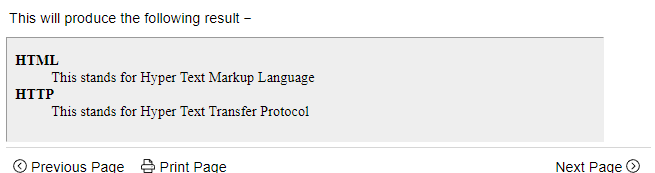 This will produce the following result −
HTML
This stands for Hyper Text Markup Language
HTTP
This stands for Hyper Text Transfer Protocol
Previous Page Print Page Next Page